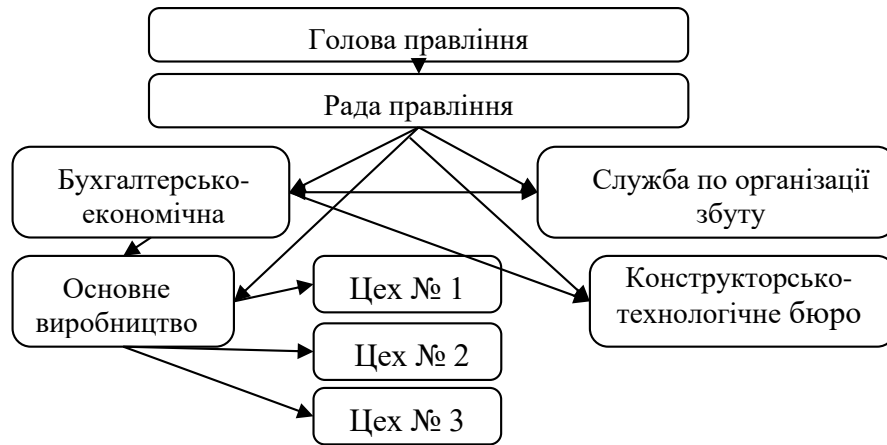 Голова правління
Рада правління
Бухгалтерсько-
економічна
Служба по організації
збуту
Основне
виробництво
Цех № 1
Конструкторсько-
технологічне бюро
Цех № 2
Цех № 3